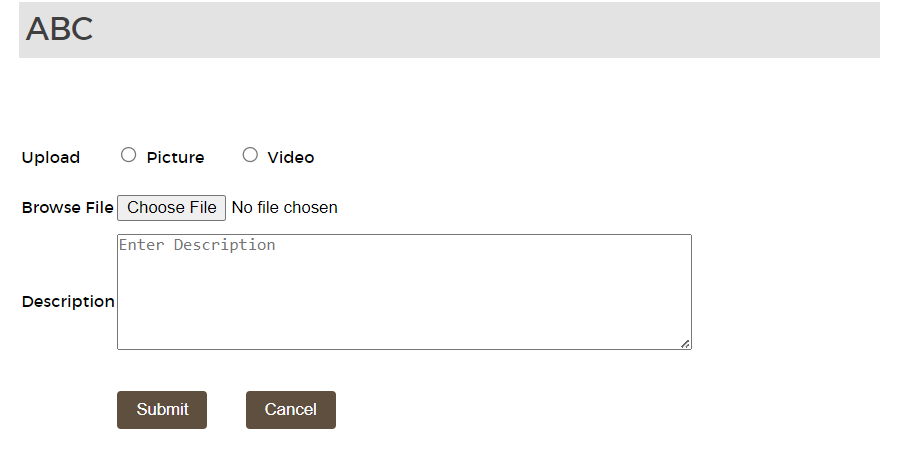 ABC
Upload Picture Video
Browse File Choose File No file chosen
Enter Description
Description
Submit Cancel